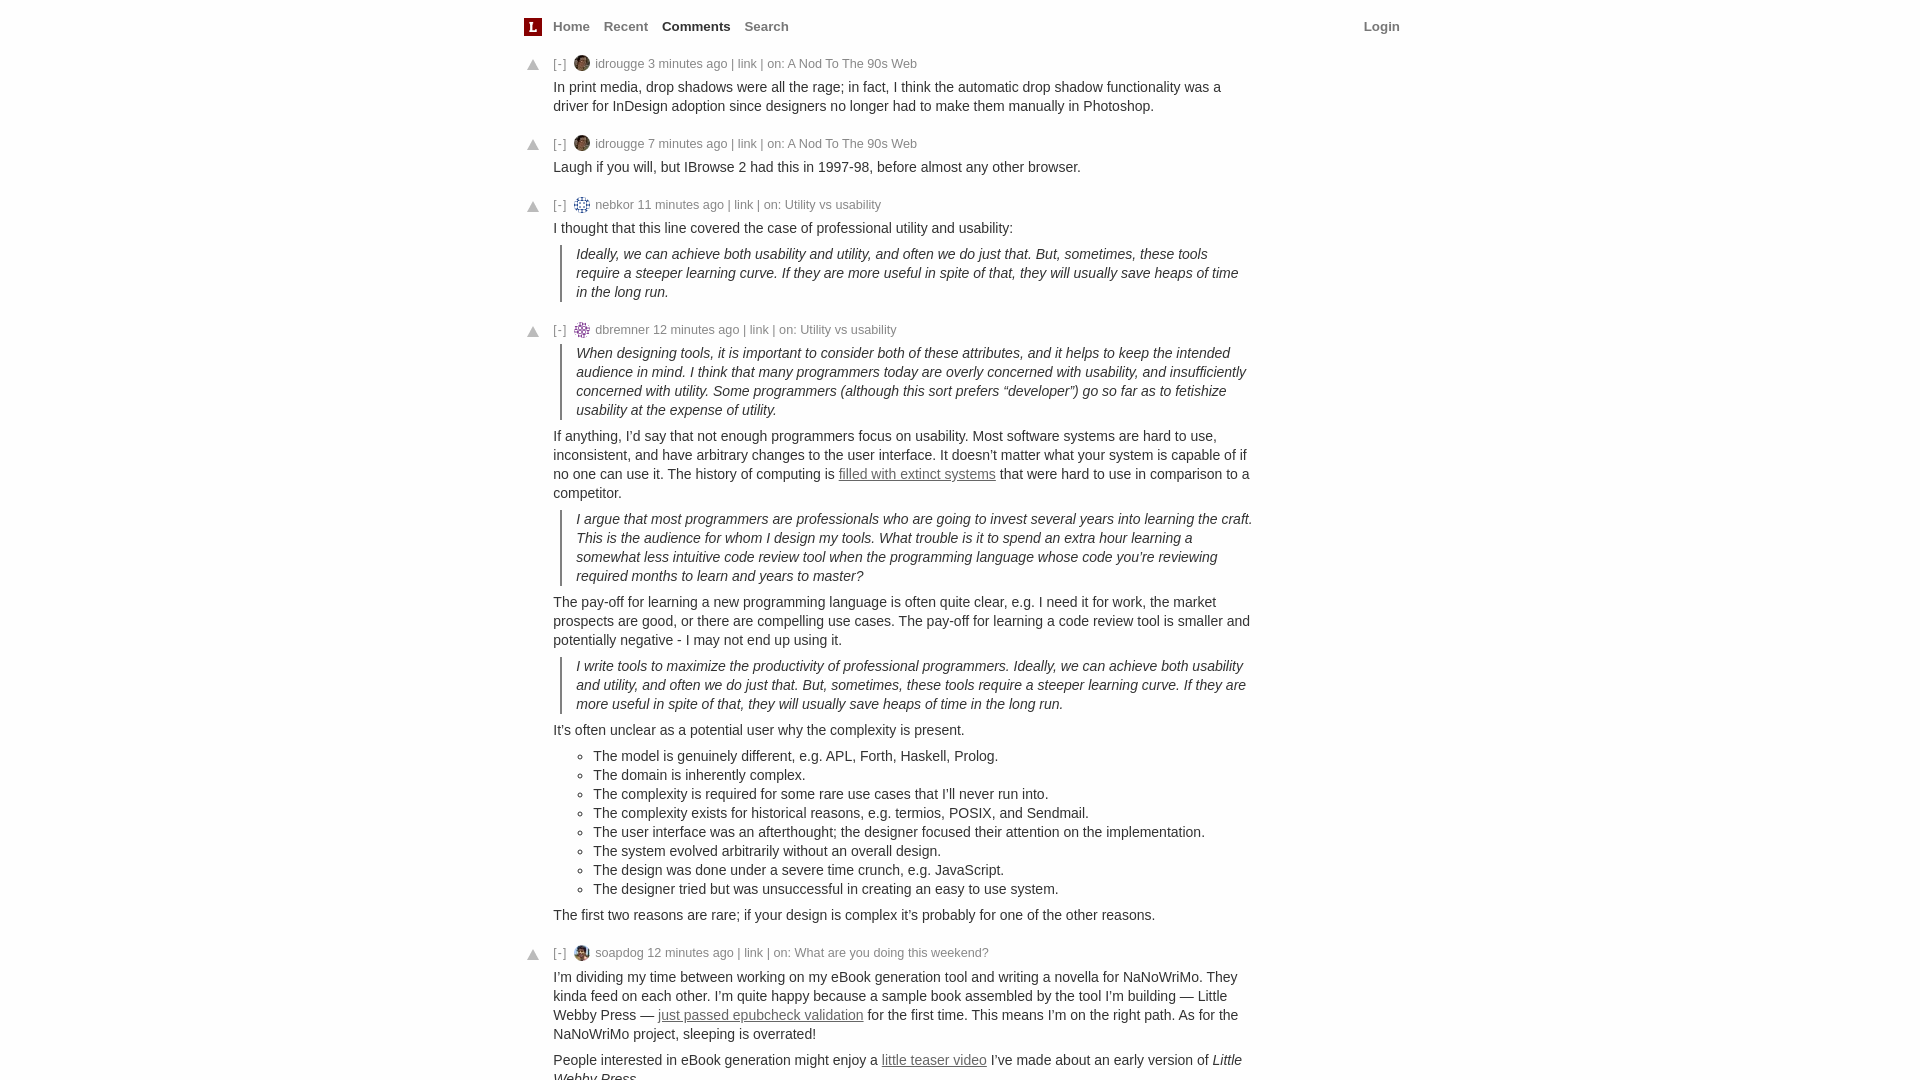 L Home Recent Comments Search Login
[-] idrougge 3 minutes ago | link | on: A Nod To The 90s Web
In print media, drop shadows were all the rage; in fact, I think the automatic drop shadow functionality was a
driver for InDesign adoption since designers no longer had to make them manually in Photoshop.
[-] idrougge 7 minutes ago | link | on: A Nod To The 90s Web
Laugh if you will, but IBrowse 2 had this in 1997-98, before almost any other browser.
[-] nebkor 11 minutes ago | link | on: Utility vs usability
I thought that this line covered the case of professional utility and usability:
Ideally, we can achieve both usability and utility, and often we do just that. But, sometimes, these tools
require a steeper learning curve. If they are more useful in spite of that, they will usually save heaps of time
in the long run.
[-] dbremner 12 minutes ago | link | on: Utility vs usability
When designing tools, it is important to consider both of these attributes, and it helps to keep the intended
audience in mind. I think that many programmers today are overly concerned with usability, and insufficiently
concerned with utility. Some programmers (although this sort prefers “developer”) go so far as to fetishize
usability at the expense of utility.
If anything, I’d say that not enough programmers focus on usability. Most software systems are hard to use,
inconsistent, and have arbitrary changes to the user interface. It doesn’t matter what your system is capable of if
no one can use it. The history of computing is filled with extinct systems that were hard to use in comparison to a
competitor.
I argue that most programmers are professionals who are going to invest several years into learning the craft.
This is the audience for whom I design my tools. What trouble is it to spend an extra hour learning a
somewhat less intuitive code review tool when the programming language whose code you’re reviewing
required months to learn and years to master?
The pay-off for learning a new programming language is often quite clear, e.g. I need it for work, the market
prospects are good, or there are compelling use cases. The pay-off for learning a code review tool is smaller and
potentially negative - I may not end up using it.
I write tools to maximize the productivity of professional programmers. Ideally, we can achieve both usability
and utility, and often we do just that. But, sometimes, these tools require a steeper learning curve. If they are
more useful in spite of that, they will usually save heaps of time in the long run.
It’s often unclear as a potential user why the complexity is present.
◦ The model is genuinely different, e.g. APL, Forth, Haskell, Prolog.
◦ The domain is inherently complex.
◦ The complexity is required for some rare use cases that I’ll never run into.
◦ The complexity exists for historical reasons, e.g. termios, POSIX, and Sendmail.
◦ The user interface was an afterthought; the designer focused their attention on the implementation.
◦ The system evolved arbitrarily without an overall design.
◦ The design was done under a severe time crunch, e.g. JavaScript.
◦ The designer tried but was unsuccessful in creating an easy to use system.
The first two reasons are rare; if your design is complex it’s probably for one of the other reasons.
[-] soapdog 12 minutes ago | link | on: What are you doing this weekend?
I’m dividing my time between working on my eBook generation tool and writing a novella for NaNoWriMo. They
kinda feed on each other. I’m quite happy because a sample book assembled by the tool I’m building — Little
Webby Press — just passed epubcheck validation for the first time. This means I’m on the right path. As for the
NaNoWriMo project, sleeping is overrated!
People interested in eBook generation might enjoy a little teaser video I’ve made about an early version of Little
Webby Press